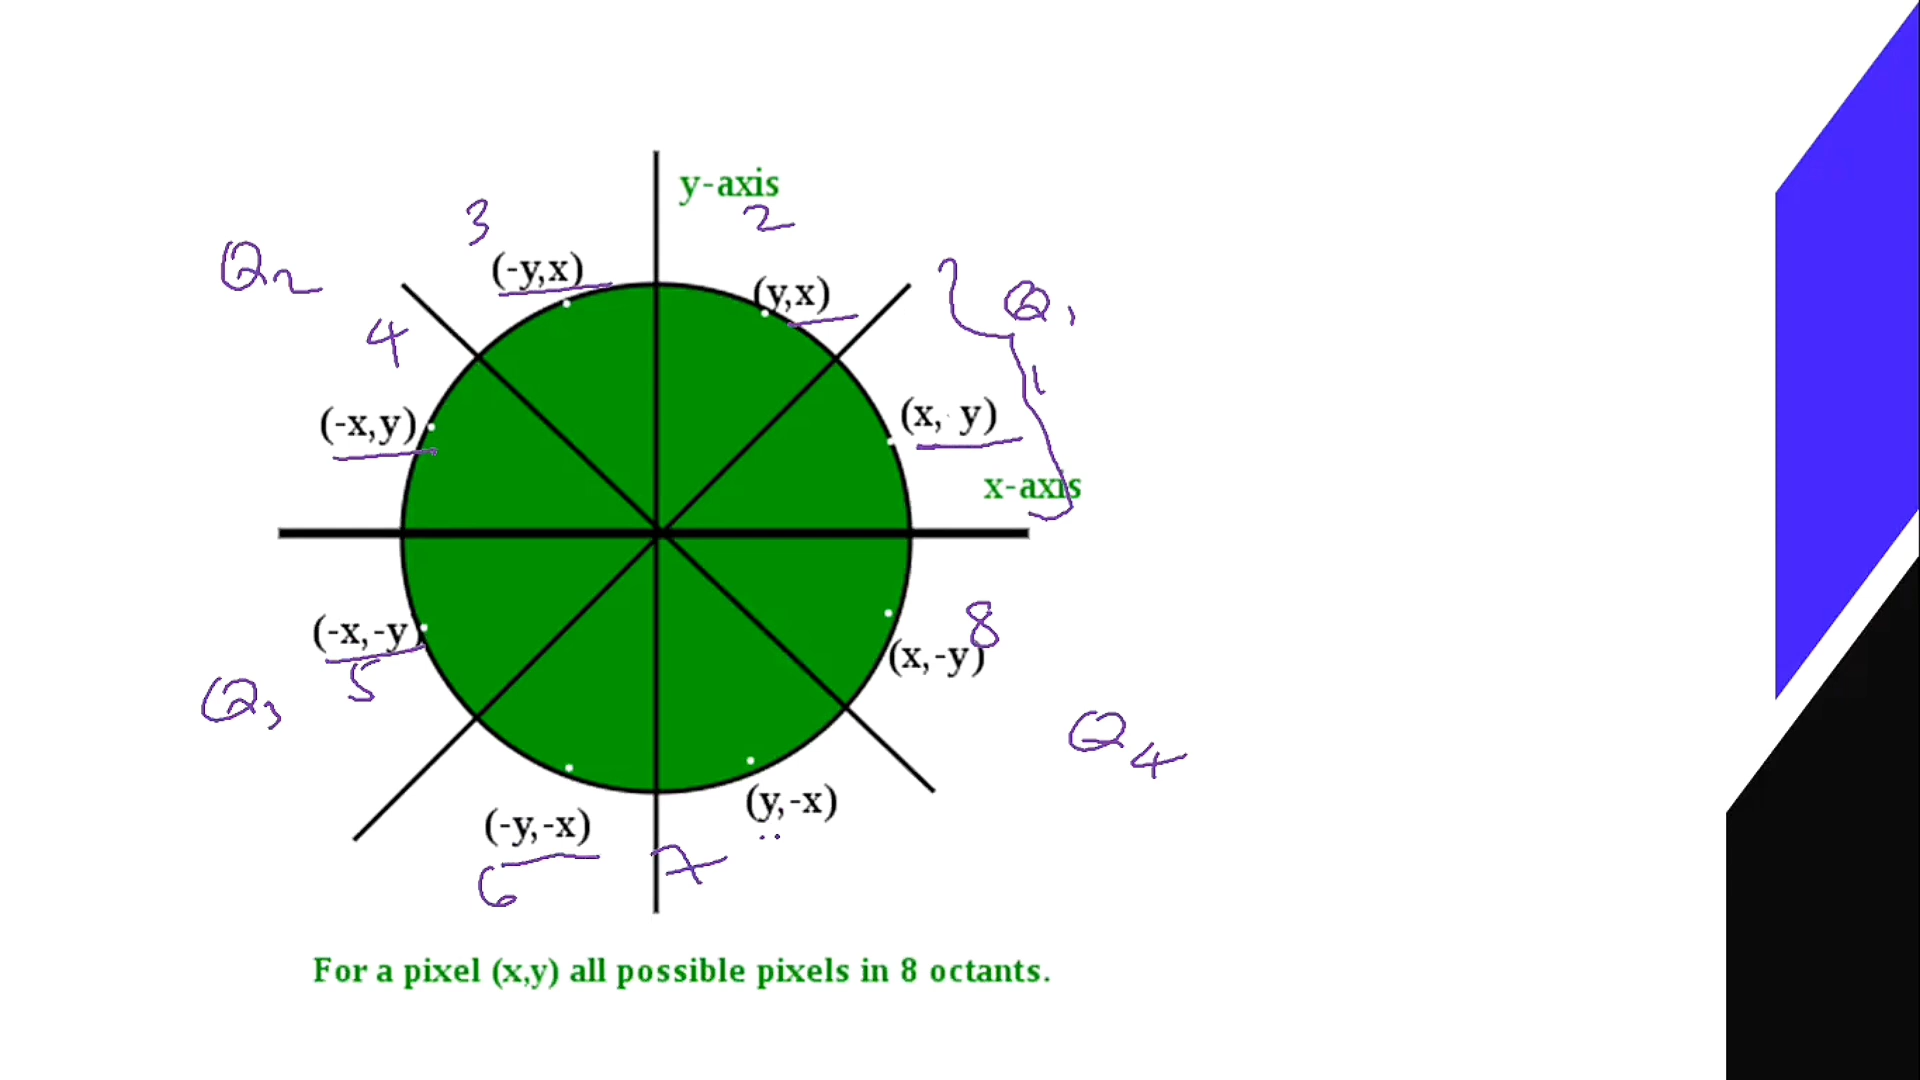 y-axis
3
2
Q2
(-y,x)
(y,x)
Q1
4
1
(-x,y)
(x, y)
x-axis
8
(-x,-y)
(x,-y)
5
Q3
Q4
(y,-x)
(-y,-x)
6
7
For a pixel (x,y) all possible pixels in 8 octants.